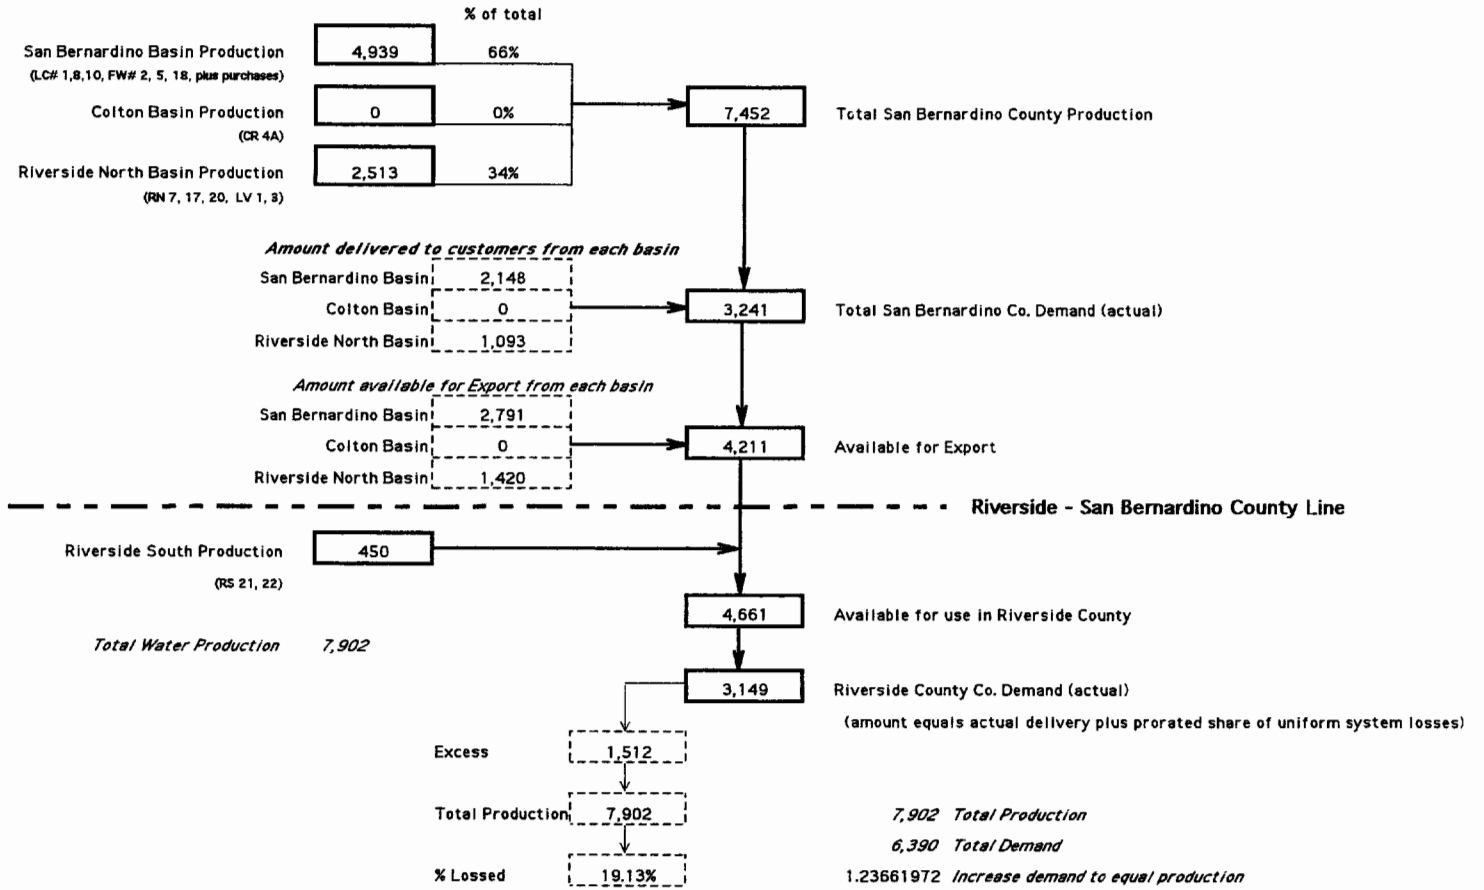 % of total
San Bernardino Basin Production 4,939 66%
(LC# 1,8,10, FW# 2, 5, 18, plus purchases)
Colton Basin Production 0 0% 7,452 Total San Bernardino County Production
(CR 4A)
Riverside North Basin Production 2,513 34%
(RN 7, 17, 20, LV 1, 3)
Amount delivered to customers from each basin
San Bernardino Basin 2,148
Colton Basin 0 3,241 Total San Bernardino Co. Demand (actual)
Riverside North Basin 1,093
Amount available for Export from each basin
San Bernardino Basin 2,791
Colton Basin 0 4,211 Available for Export
Riverside North Basin 1,420
Riverside - San Bernardino County Line
Riverside South Production 450
(RS 21, 22)
4,661 Available for use in Riverside County
Total Water Production 7,902
3,149 Riverside County Co. Demand (actual)
(amount equals actual delivery plus prorated share of uniform system losses)
Excess 1,512
Total Production 7,902 7,902 Total Production
6,390 Total Demand
% Lossed 19.13% 1.23661972 Increase demand to equal production